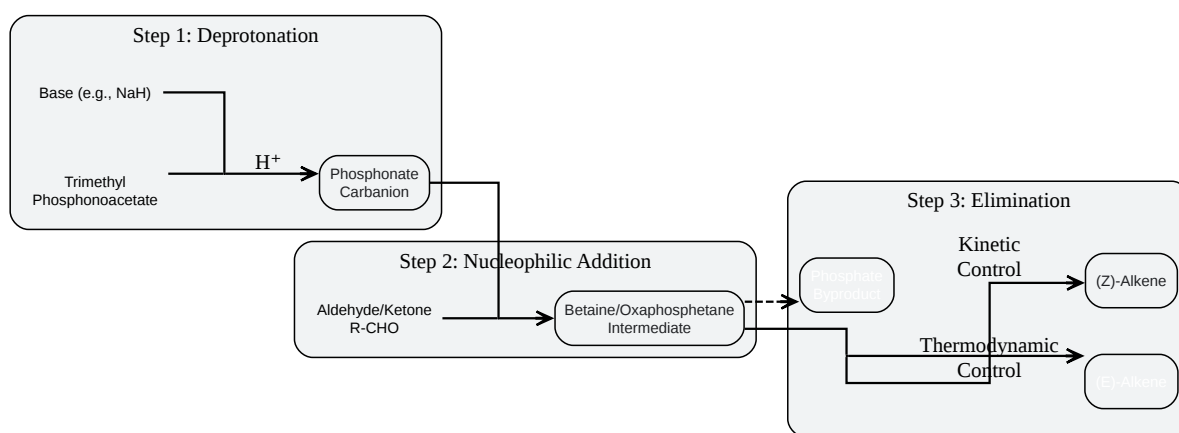 Step 1: Deprotonation
Base (e.g., NaH)
H⁺
Trimethyl
Phosphonoacetate
Phosphonate
Carbanion
Step 2: Nucleophilic Addition
Aldehyde/Ketone
R-CHO
Betaine/Oxaphosphetane
Intermediate
Step 3: Elimination
Phosphate
Byproduct
Kinetic
Control
(Z)-Alkene
Thermodynamic
Control
(E)-Alkene